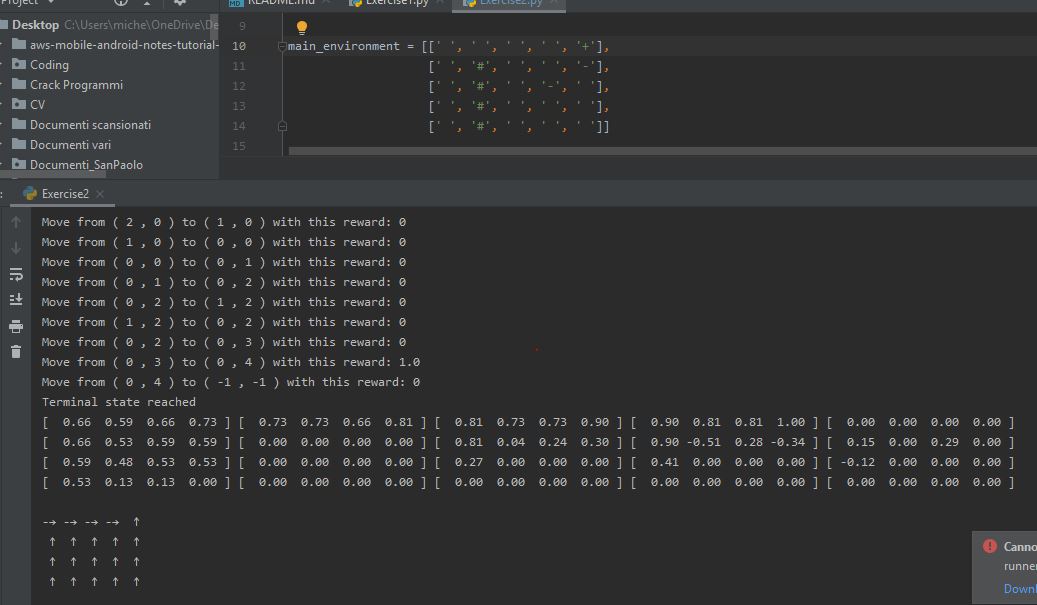 Project README.md Exercise1.py Exercise2.py
Desktop C:\Users\miche\OneDrive\De
aws-mobile-android-notes-tutorial-
Coding
Crack Programmi
CV
Documenti scansionati
Documenti vari
Documenti_SanPaolo
9
10 main_environment = [[' ', ' ', ' ', ' ', '+'],
11 [' ', '#', ' ', ' ', '-'],
12 [' ', '#', ' ', '-', ' '],
13 [' ', '#', ' ', ' ', ' '],
14 [' ', '#', ' ', ' ', ' ']]
15
: Exercise2
Move from ( 2 , 0 ) to ( 1 , 0 ) with this reward: 0
Move from ( 1 , 0 ) to ( 0 , 0 ) with this reward: 0
Move from ( 0 , 0 ) to ( 0 , 1 ) with this reward: 0
Move from ( 0 , 1 ) to ( 0 , 2 ) with this reward: 0
Move from ( 0 , 2 ) to ( 1 , 2 ) with this reward: 0
Move from ( 1 , 2 ) to ( 0 , 2 ) with this reward: 0
Move from ( 0 , 2 ) to ( 0 , 3 ) with this reward: 0
Move from ( 0 , 3 ) to ( 0 , 4 ) with this reward: 1.0
Move from ( 0 , 4 ) to ( -1 , -1 ) with this reward: 0
Terminal state reached
[ 0.66 0.59 0.66 0.73 ] [ 0.73 0.73 0.66 0.81 ] [ 0.81 0.73 0.73 0.90 ] [ 0.90 0.81 0.81 1.00 ] [ 0.00 0.00 0.00 0.00 ]
[ 0.66 0.53 0.59 0.59 ] [ 0.00 0.00 0.00 0.00 ] [ 0.81 0.04 0.24 0.30 ] [ 0.90 -0.51 0.28 -0.34 ] [ 0.15 0.00 0.29 0.00 ]
[ 0.59 0.48 0.53 0.53 ] [ 0.00 0.00 0.00 0.00 ] [ 0.27 0.00 0.00 0.00 ] [ 0.41 0.00 0.00 0.00 ] [ -0.12 0.00 0.00 0.00 ]
[ 0.53 0.13 0.13 0.00 ] [ 0.00 0.00 0.00 0.00 ] [ 0.00 0.00 0.00 0.00 ] [ 0.00 0.00 0.00 0.00 ] [ 0.00 0.00 0.00 0.00 ]
→ → → → ↑
↑ ↑ ↑ ↑ ↑
↑ ↑ ↑ ↑ ↑
↑ ↑ ↑ ↑ ↑
Canno
runner
Downl